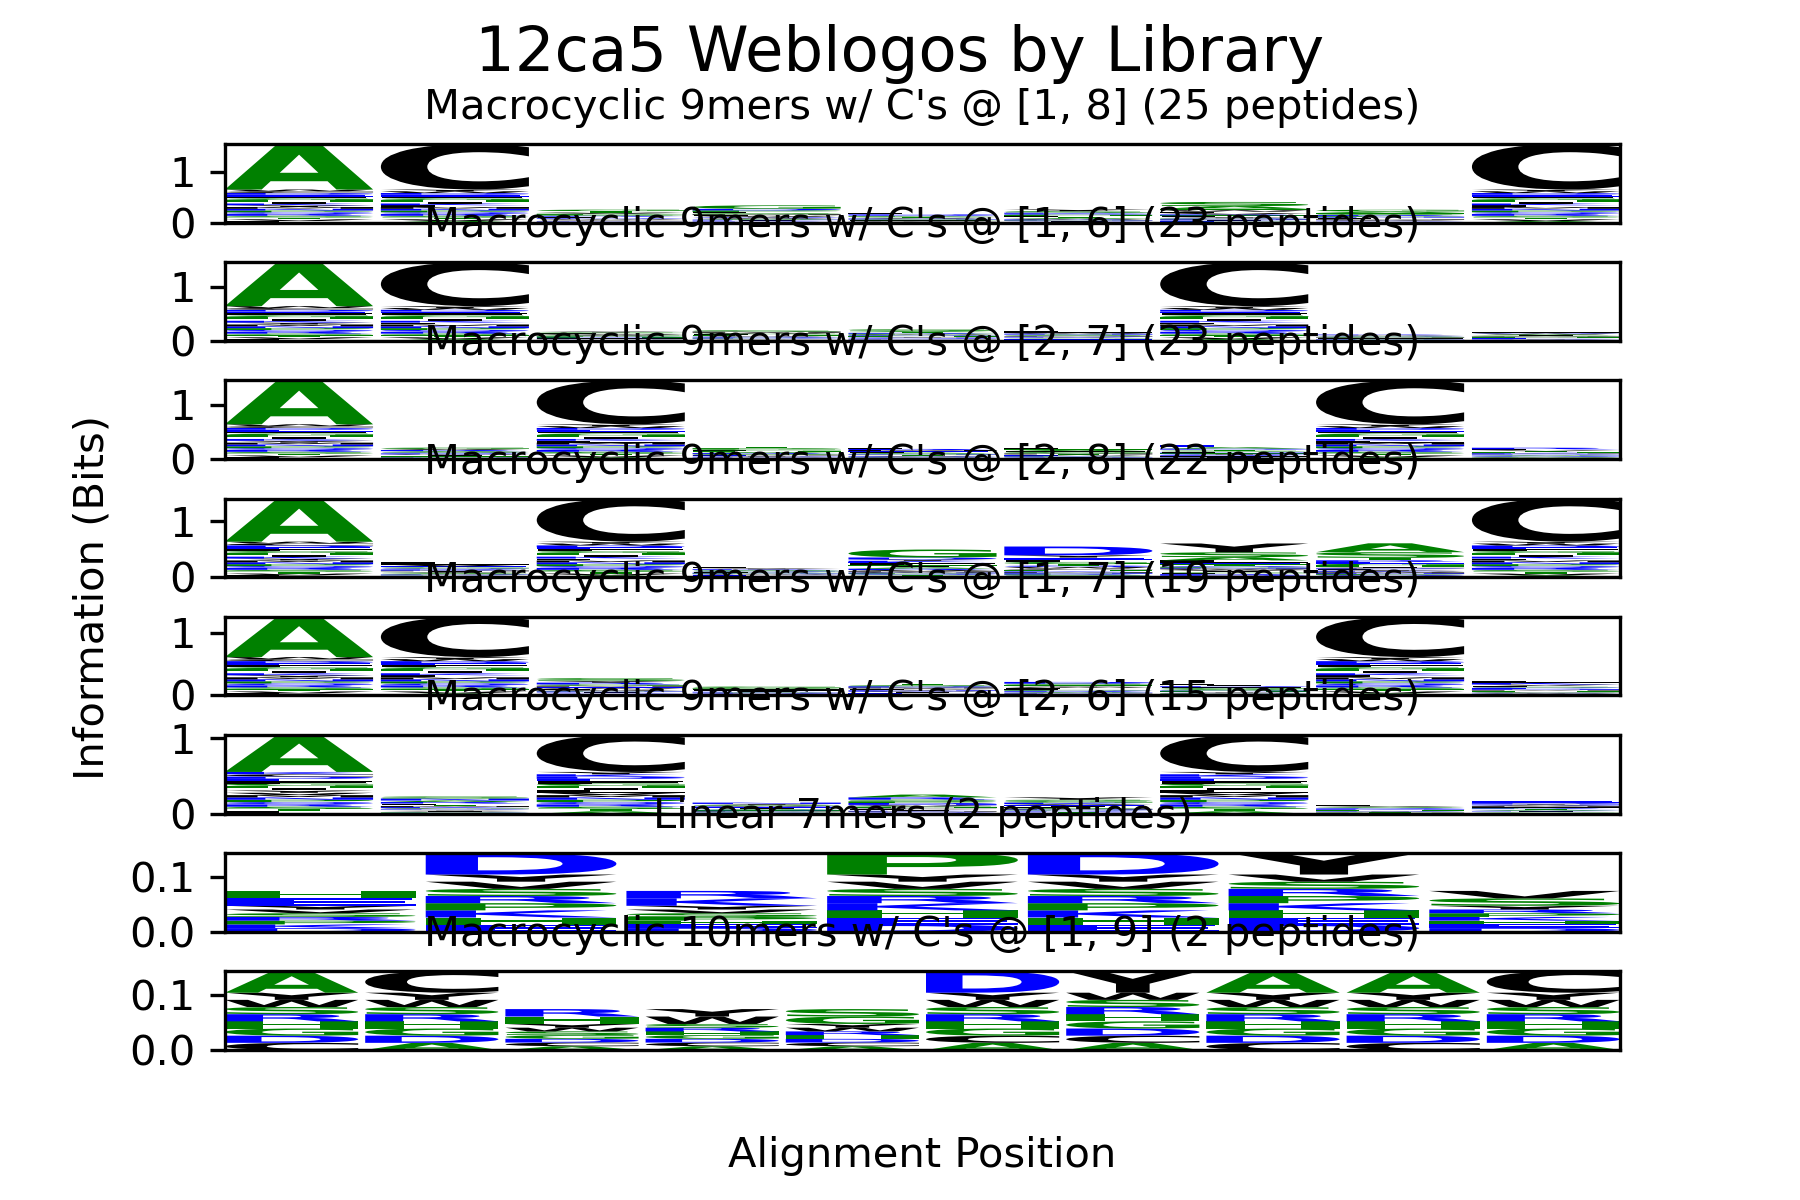 12ca5 Weblogos by Library
Macrocyclic 9mers w/ C's @ [1, 8] (25 peptides)
1
A C C
0
Macrocyclic 9mers w/ C's @ [1, 6] (23 peptides)
1
A C C
0
Macrocyclic 9mers w/ C's @ [2, 7] (23 peptides)
1
A C C
0
Macrocyclic 9mers w/ C's @ [2, 8] (22 peptides)
1
A C D Y A C
0
Macrocyclic 9mers w/ C's @ [1, 7] (19 peptides)
1
A C C
0
Macrocyclic 9mers w/ C's @ [2, 6] (15 peptides)
1
A C C
0
Linear 7mers (2 peptides)
0.1
D P D Y
0.0
Macrocyclic 10mers w/ C's @ [1, 9] (2 peptides)
0.1
A C D Y A A C
0.0
Information (Bits)
Alignment Position